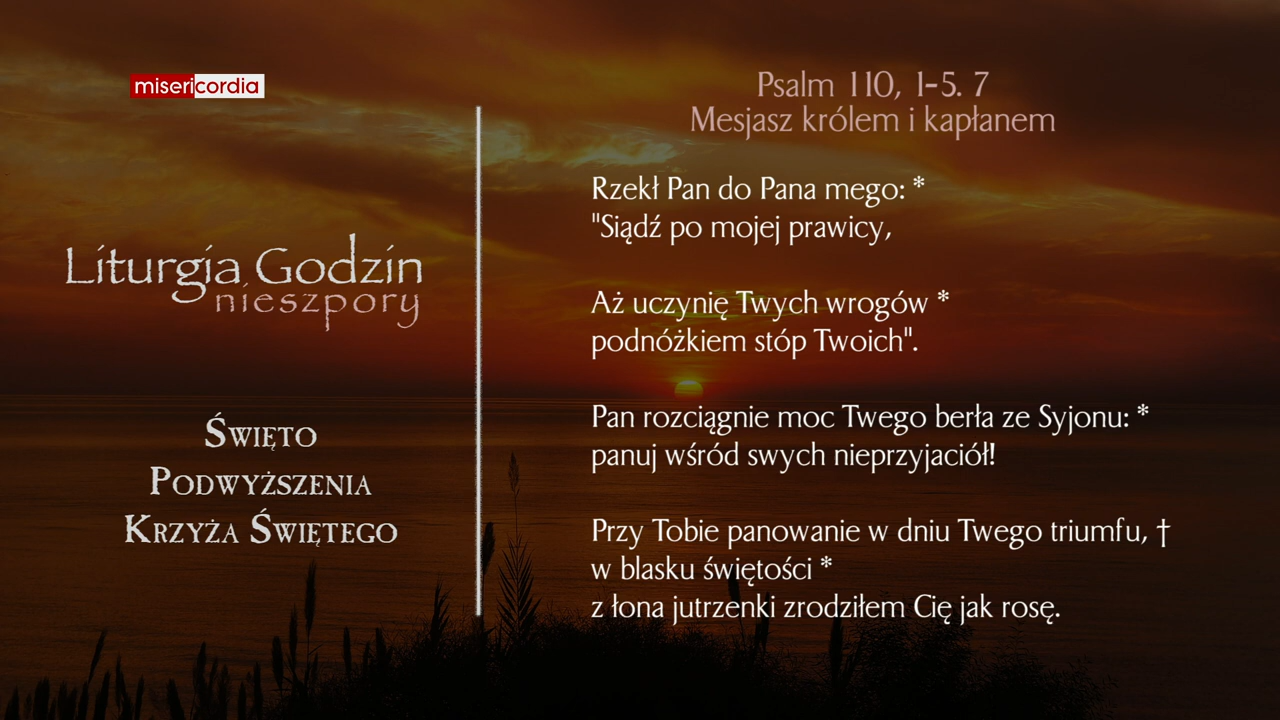 misericordia
Liturgia Godzin
nieszpory
Święto
Podwyższenia
Krzyża Świętego
Psalm 110, 1-5. 7
Mesjasz królem i kapłanem
Rzekł Pan do Pana mego: *
"Siądź po mojej prawicy,
Aż uczynię Twych wrogów *
podnóżkiem stóp Twoich".
Pan rozciągnie moc Twego berła ze Syjonu: *
panuj wśród swych nieprzyjaciół!
Przy Tobie panowanie w dniu Twego triumfu, †
w blasku świętości *
z łona jutrzenki zrodziłem Cię jak rosę.